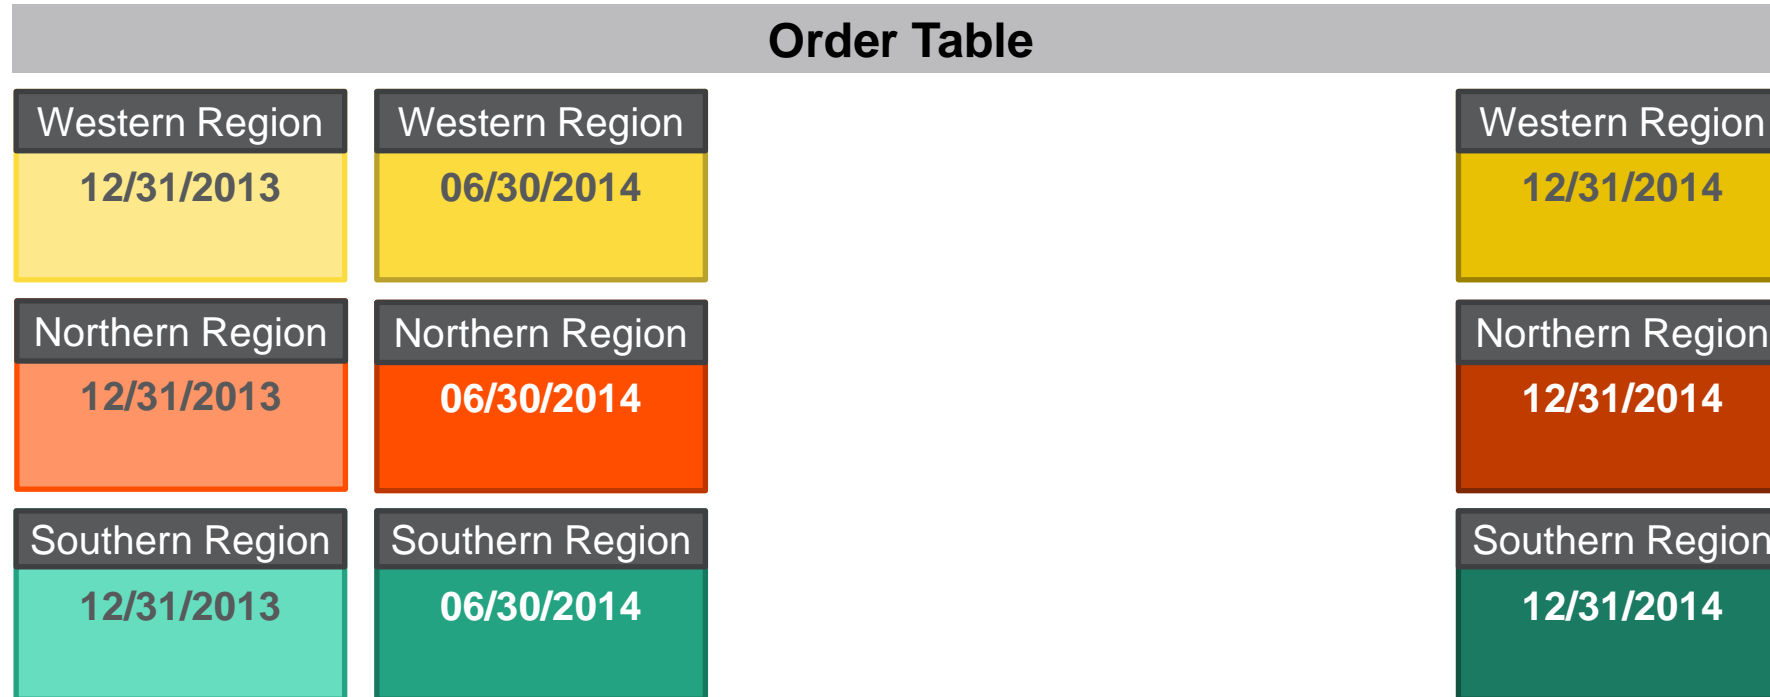 Order Table
Western Region
Western Region
Western Region
12/31/2013
06/30/2014
12/31/2014
Northern Region
Northern Region
Northern Region
12/31/2013
06/30/2014
12/31/2014
Southern Region
Southern Region
Southern Region
12/31/2013
06/30/2014
12/31/2014